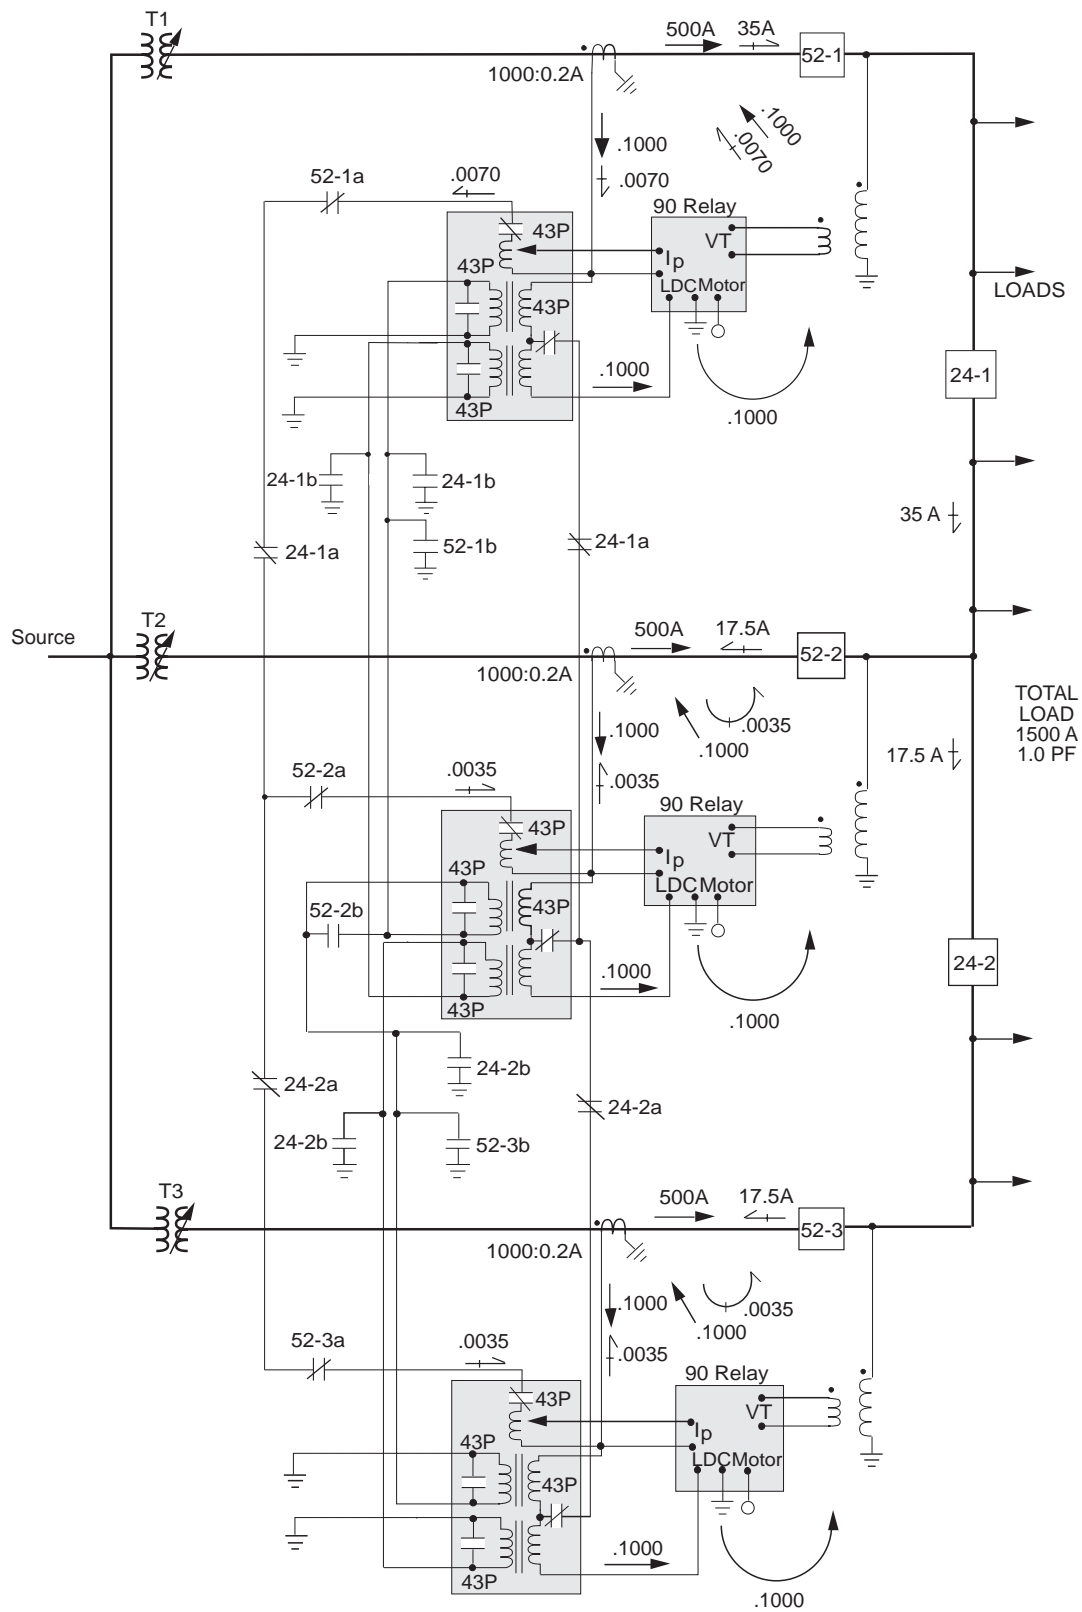 T1
500A
35A
52-1
1000:0.2A
.1000
.0070
.1000
.0070
52-1a
.0070
90 Relay
43P
VT
Ip
43P
43P
LDC Motor
LOADS
.1000
43P
.1000
24-1
24-1b
24-1b
35 A
24-1a
52-1b
24-1a
T2
Source
500A
17.5A
52-2
1000:0.2A
TOTAL
LOAD
1500 A
1.0 PF
.0035
.1000
.1000
.0035
17.5 A
52-2a
.0035
90 Relay
43P
VT
Ip
43P
LDC Motor
43P
52-2b
24-2
.1000
43P
.1000
24-2b
24-2a
24-2a
24-2b
52-3b
T3
500A
17.5A
52-3
1000:0.2A
.1000
.0035
.1000
.0035
52-3a
.0035
90 Relay
43P
VT
Ip
43P
LDC Motor
43P
.1000
43P
.1000